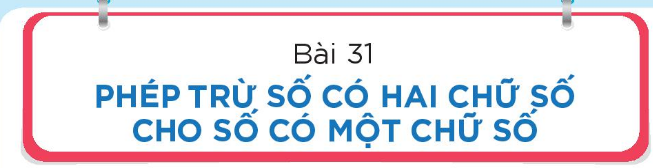 Bài 31
PHÉP TRỪ SỐ CÓ HAI CHỮ SỐ
CHO SỐ CÓ MỘT CHỮ SỐ